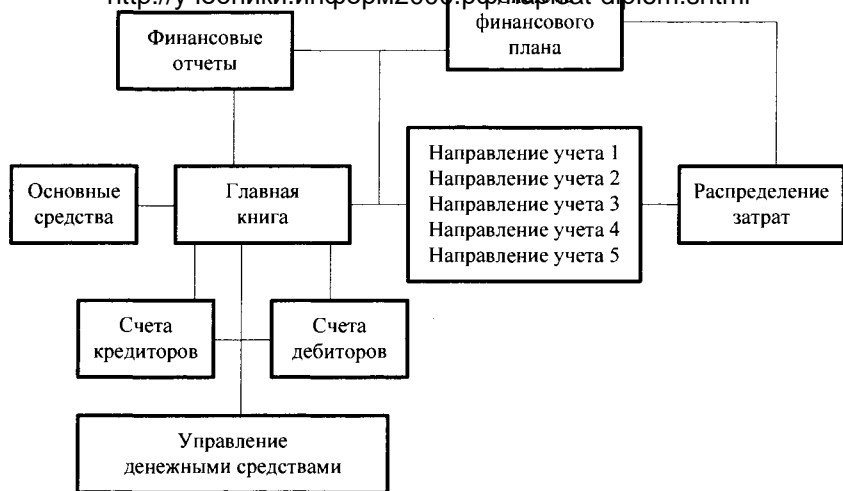 Финансовые
отчеты
финансового
плана
Направление учета 1
Направление учета 2
Направление учета 3
Направление учета 4
Направление учета 5
Основные
средства
Главная
книга
Распределение
затрат
Счета
кредиторов
Счета
дебиторов
Управление
денежными средствами